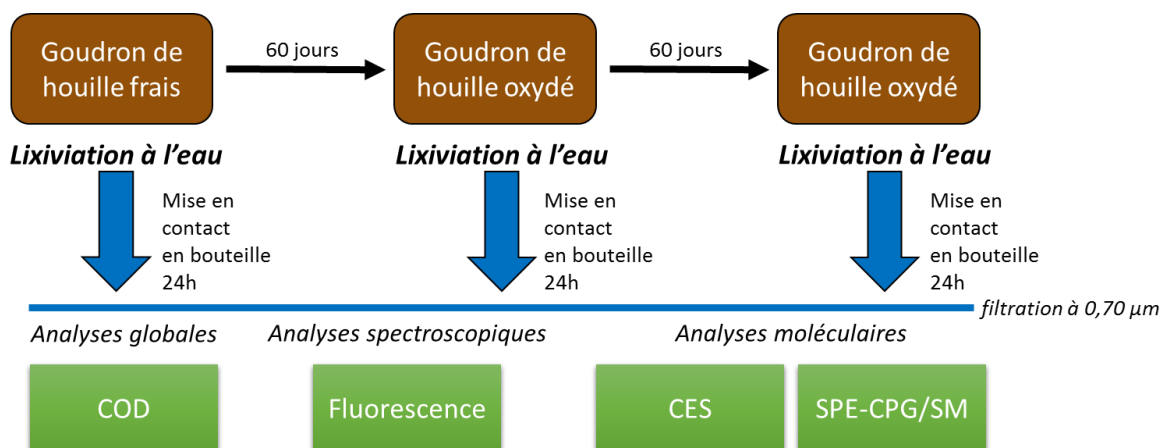 Goudron de
houille frais
60 jours
Goudron de
houille oxydé
60 jours
Goudron de
houille oxydé
Lixiviation à l'eau
Lixiviation à l'eau
Lixiviation à l'eau
Mise en
contact
en bouteille
24h
Mise en
contact
en bouteille
24h
Mise en
contact
en bouteille
24h
filtration à 0,70 µm
Analyses globales
Analyses spectroscopiques
Analyses moléculaires
COD
Fluorescence
CES
SPE-CPG/SM